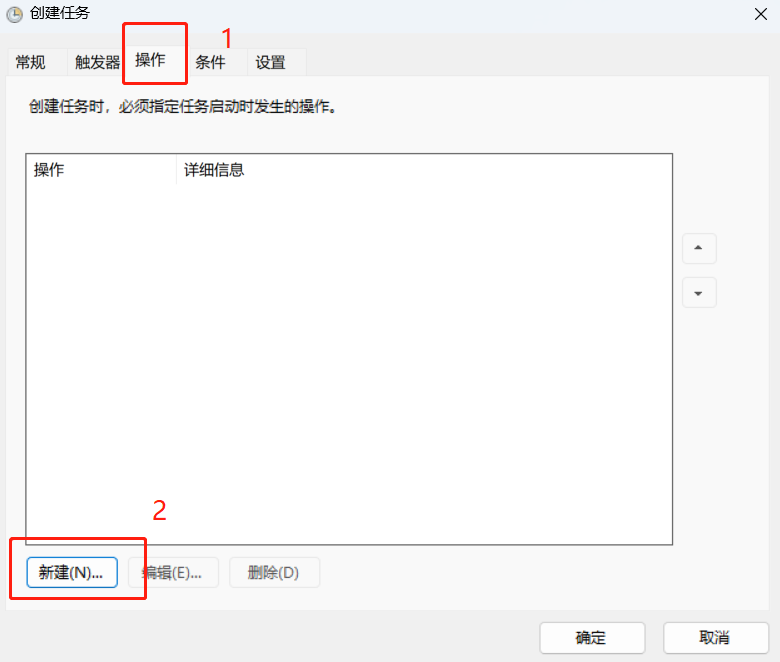 创建任务
1
常规 触发器 操作 条件 设置
创建任务时，必须指定任务启动时发生的操作。
操作 详细信息
2
新建(N)... 编辑(E)... 删除(D)
确定 取消